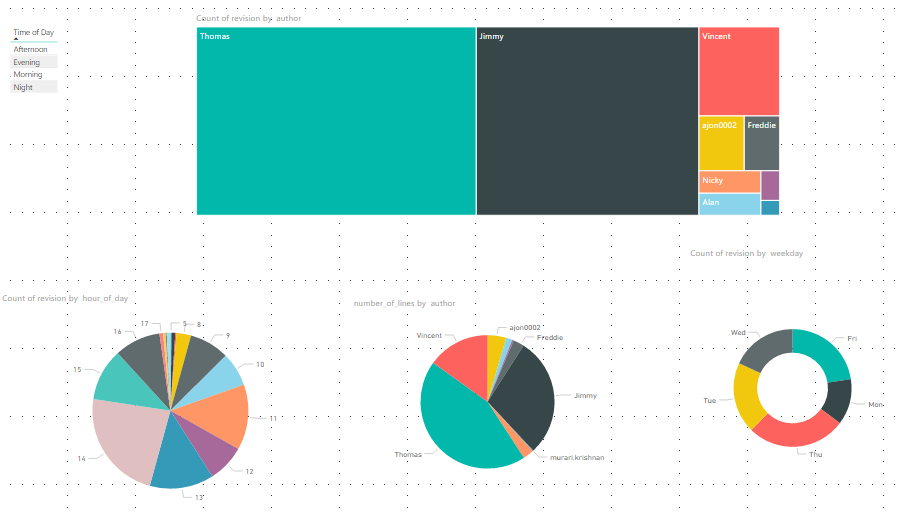 Count of revision by author
Time of Day
Afternoon
Evening
Morning
Night
Thomas
Jimmy
Vincent
ajon0002
Freddie
Nicky
Alan
Count of revision by weekday
Count of revision by hour_of_day
number_of_lines by author
17
5
8
16
9
15
10
11
14
12
13
ajon0002
Vincent
Freddie
Jimmy
Thomas
murari.krishnan
Wed
Fri
Tue
Mon
Thu